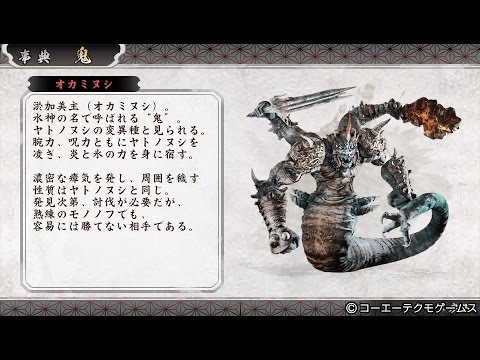 事典 鬼
オカミヌシ
淤加美主（オカミヌシ）。
水神の名で呼ばれる“鬼”。
ヤトノヌシの変異種と見られる。
腕力、呪力ともにヤトノヌシを
凌ぎ、炎と氷の力を身に宿す。
濃密な瘴気を発し、周囲を穢す
性質はヤトノヌシと同じ。
発見次第、討伐が必要だが、
熟練のモノノフでも、
容易には勝てない相手である。
©コーエーテクモゲームス